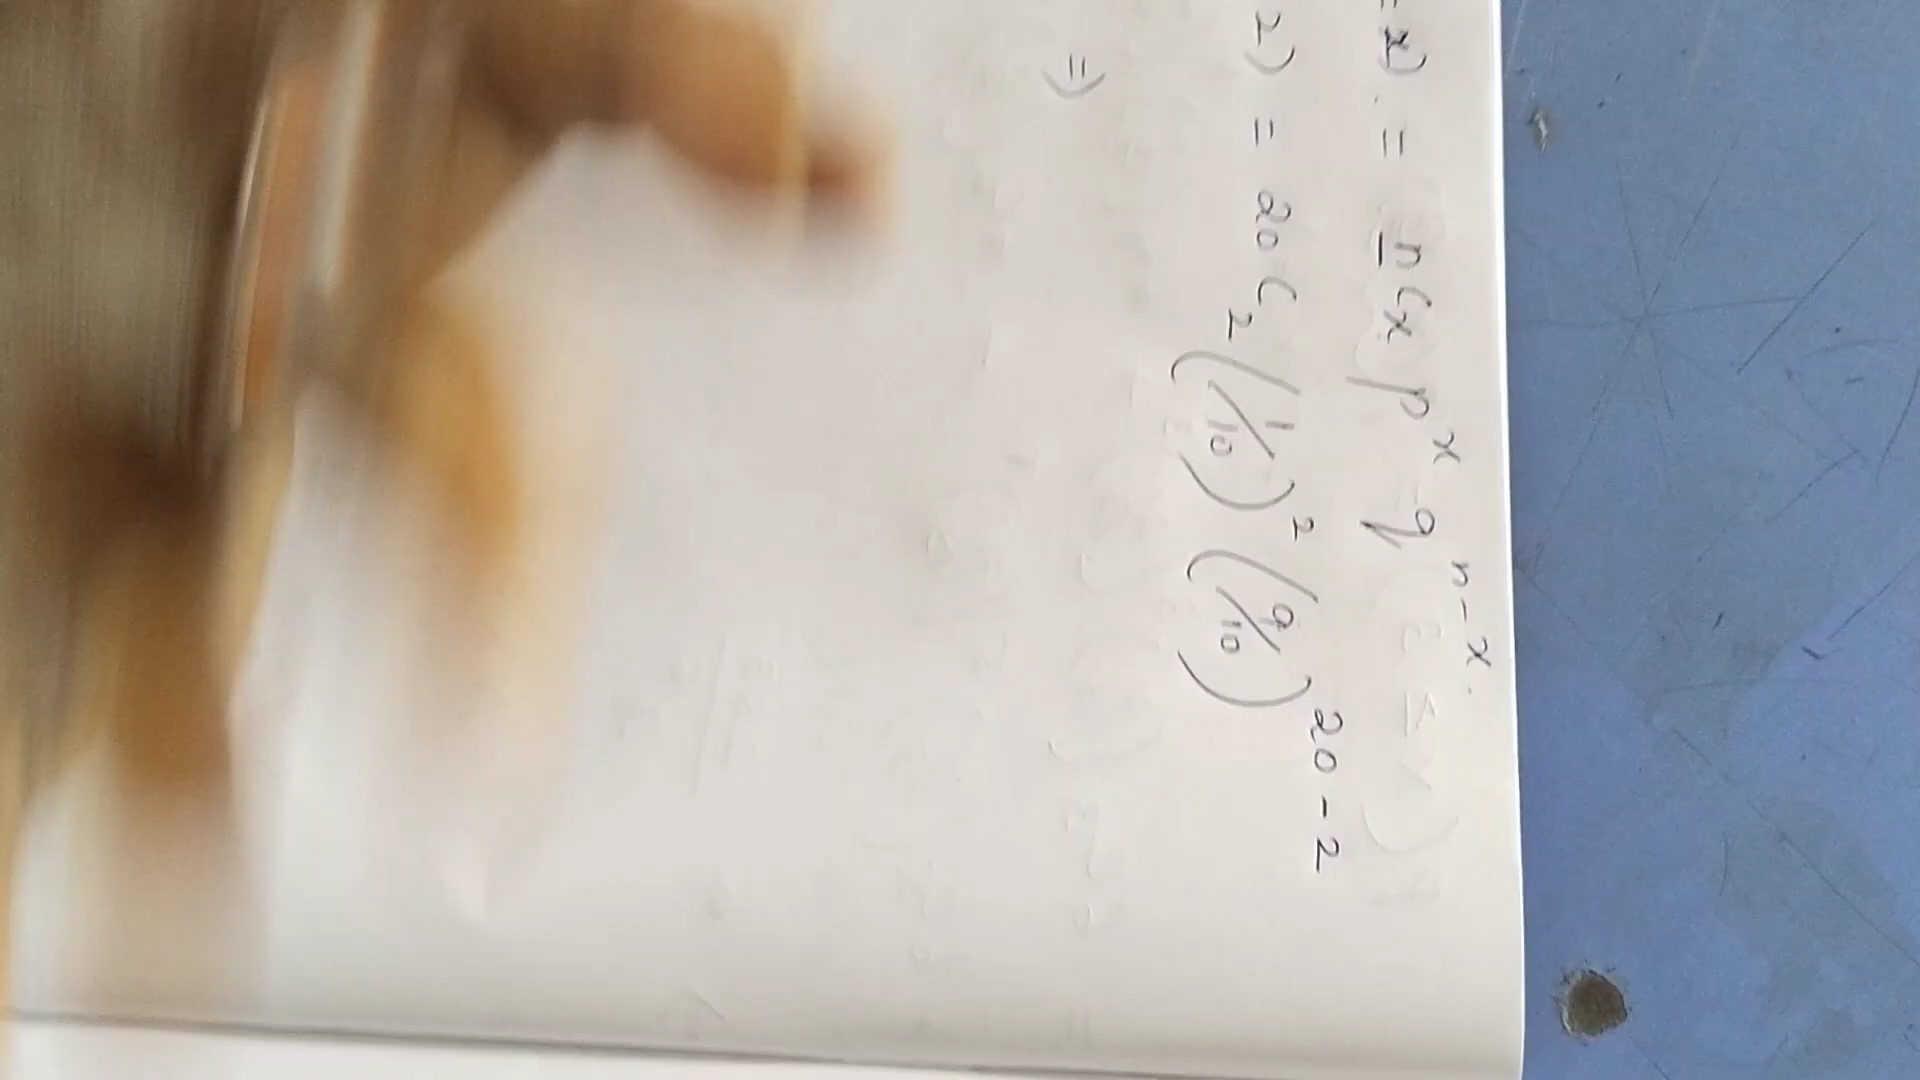 =x). = nCx p^x q^n-x.
2) = 20C₂ (1/10)² (9/10)^20-2
=)